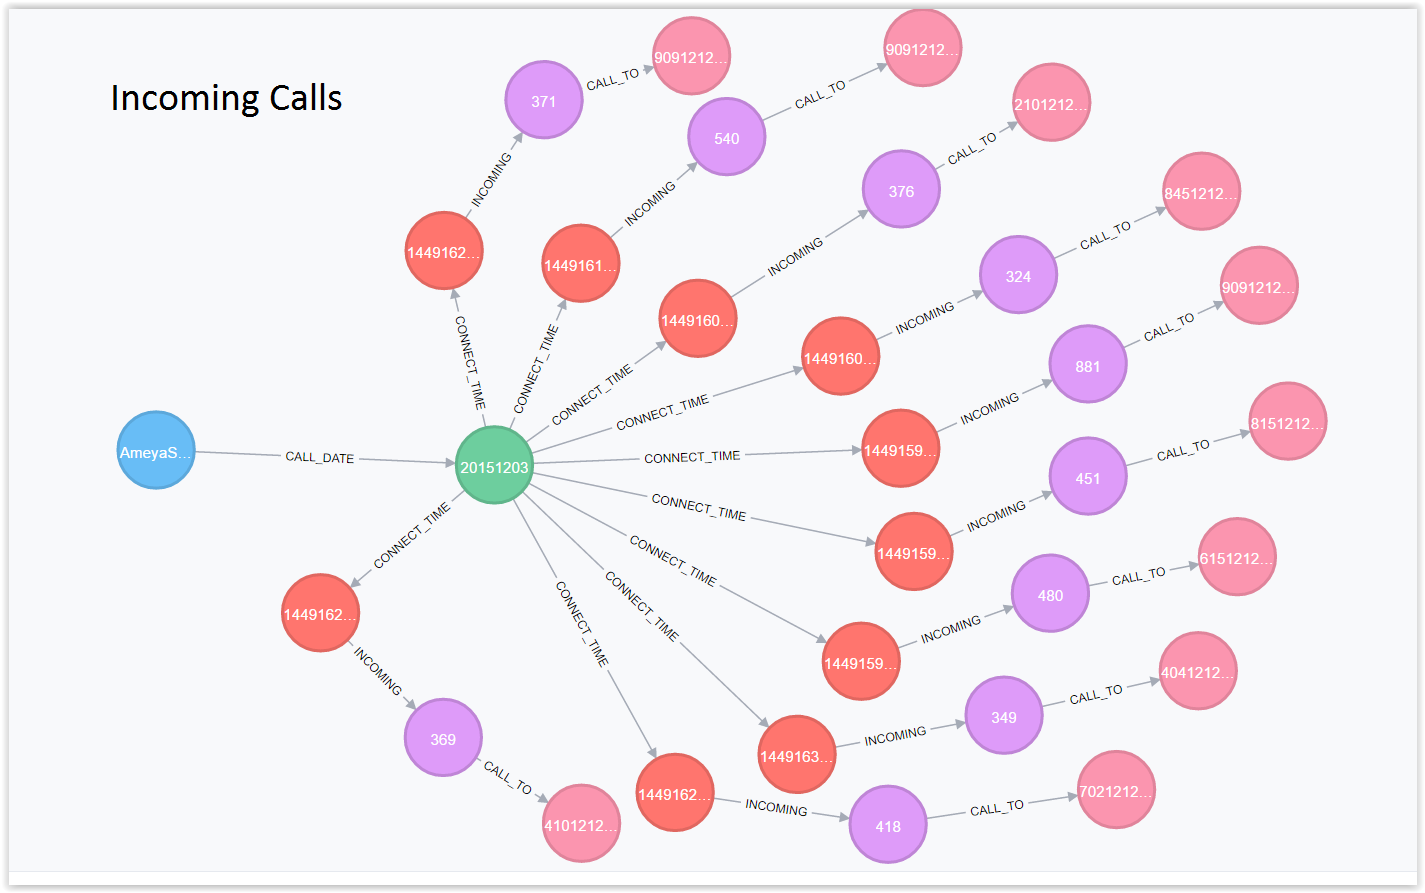 Incoming Calls
9091212...
CALL_TO
371
INCOMING
1449162...
CONNECT_TIME
9091212...
CALL_TO
540
INCOMING
1449161...
CONNECT_TIME
2101212...
CALL_TO
376
INCOMING
1449160...
CONNECT_TIME
8451212...
CALL_TO
324
INCOMING
1449160...
CONNECT_TIME
9091212...
CALL_TO
881
INCOMING
1449159...
CONNECT_TIME
AmeyaS...
CALL_DATE
20151203
8151212...
CALL_TO
451
INCOMING
1449159...
CONNECT_TIME
6151212...
CALL_TO
480
INCOMING
1449159...
CONNECT_TIME
4041212...
CALL_TO
349
INCOMING
1449163...
CONNECT_TIME
7021212...
CALL_TO
418
INCOMING
1449162...
CONNECT_TIME
CONNECT_TIME
1449162...
INCOMING
369
CALL_TO
4101212...